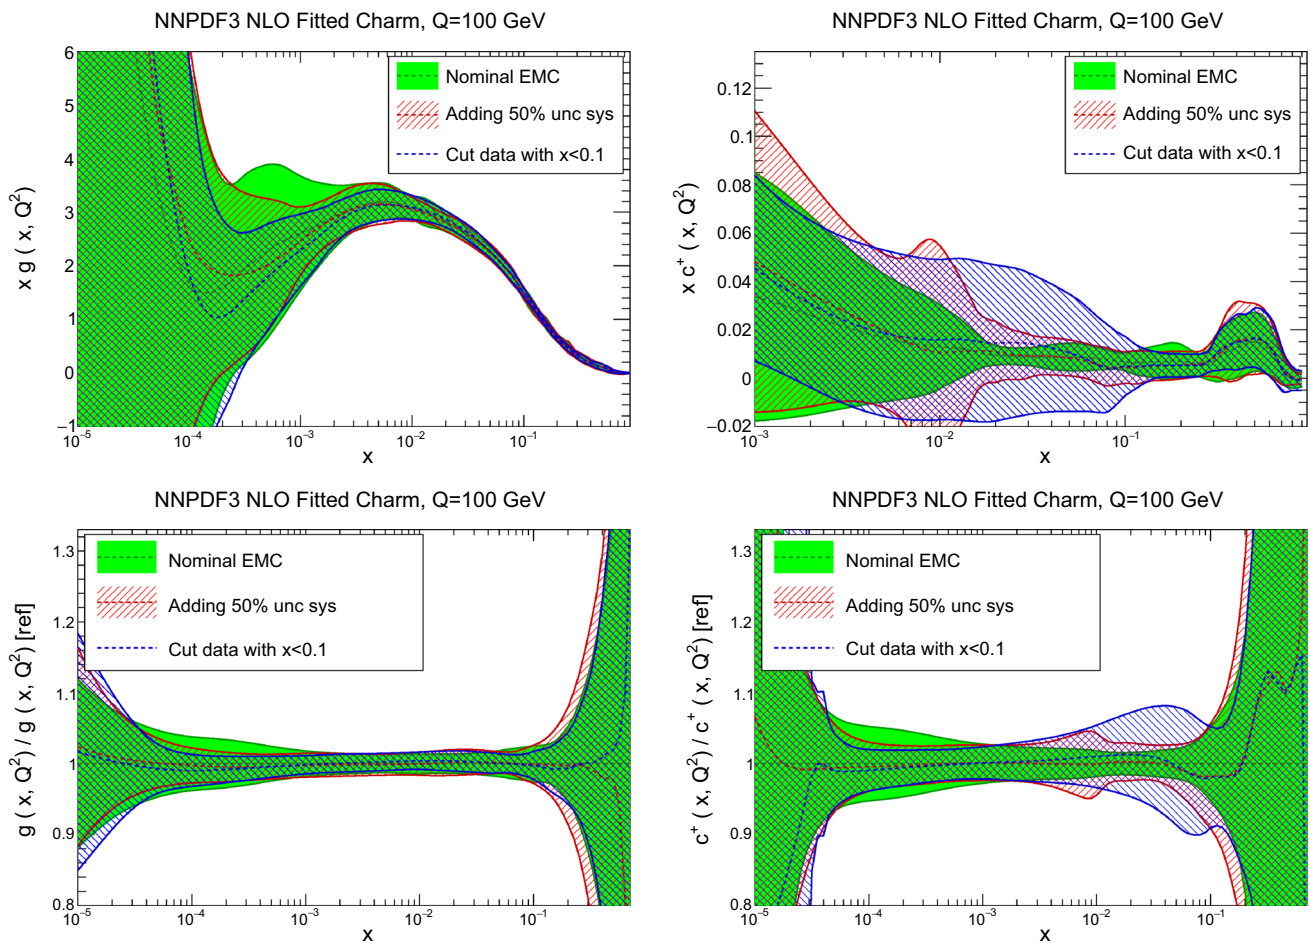 NNPDF3 NLO Fitted Charm, Q=100 GeV
x g ( x, Q²)
6
5
4
3
2
1
0
−1
Nominal EMC
Adding 50% unc sys
Cut data with x<0.1
10⁻⁵ 10⁻⁴ 10⁻³ 10⁻² 10⁻¹
x
NNPDF3 NLO Fitted Charm, Q=100 GeV
x c⁺ ( x, Q²)
0.12
0.1
0.08
0.06
0.04
0.02
0
−0.02
Nominal EMC
Adding 50% unc sys
Cut data with x<0.1
10⁻³ 10⁻² 10⁻¹
x
NNPDF3 NLO Fitted Charm, Q=100 GeV
g ( x, Q²) / g ( x, Q²) [ref]
1.3
1.2
1.1
1
0.9
0.8
Nominal EMC
Adding 50% unc sys
Cut data with x<0.1
10⁻⁵ 10⁻⁴ 10⁻³ 10⁻² 10⁻¹
x
NNPDF3 NLO Fitted Charm, Q=100 GeV
c⁺ ( x, Q²) / c⁺ ( x, Q²) [ref]
1.3
1.2
1.1
1
0.9
0.8
Nominal EMC
Adding 50% unc sys
Cut data with x<0.1
10⁻⁵ 10⁻⁴ 10⁻³ 10⁻² 10⁻¹
x